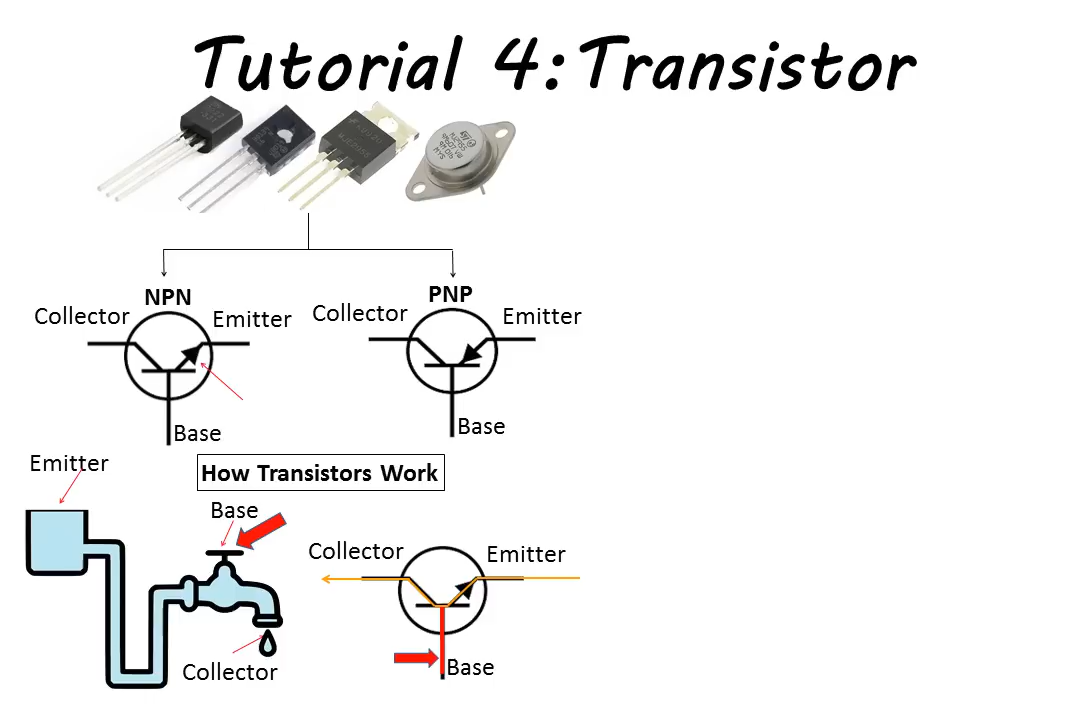 Tutorial 4:Transistor
NPN
PNP
Collector
Emitter
Collector
Emitter
Base
Base
Emitter
How Transistors Work
Base
Collector
Emitter
Collector
Base